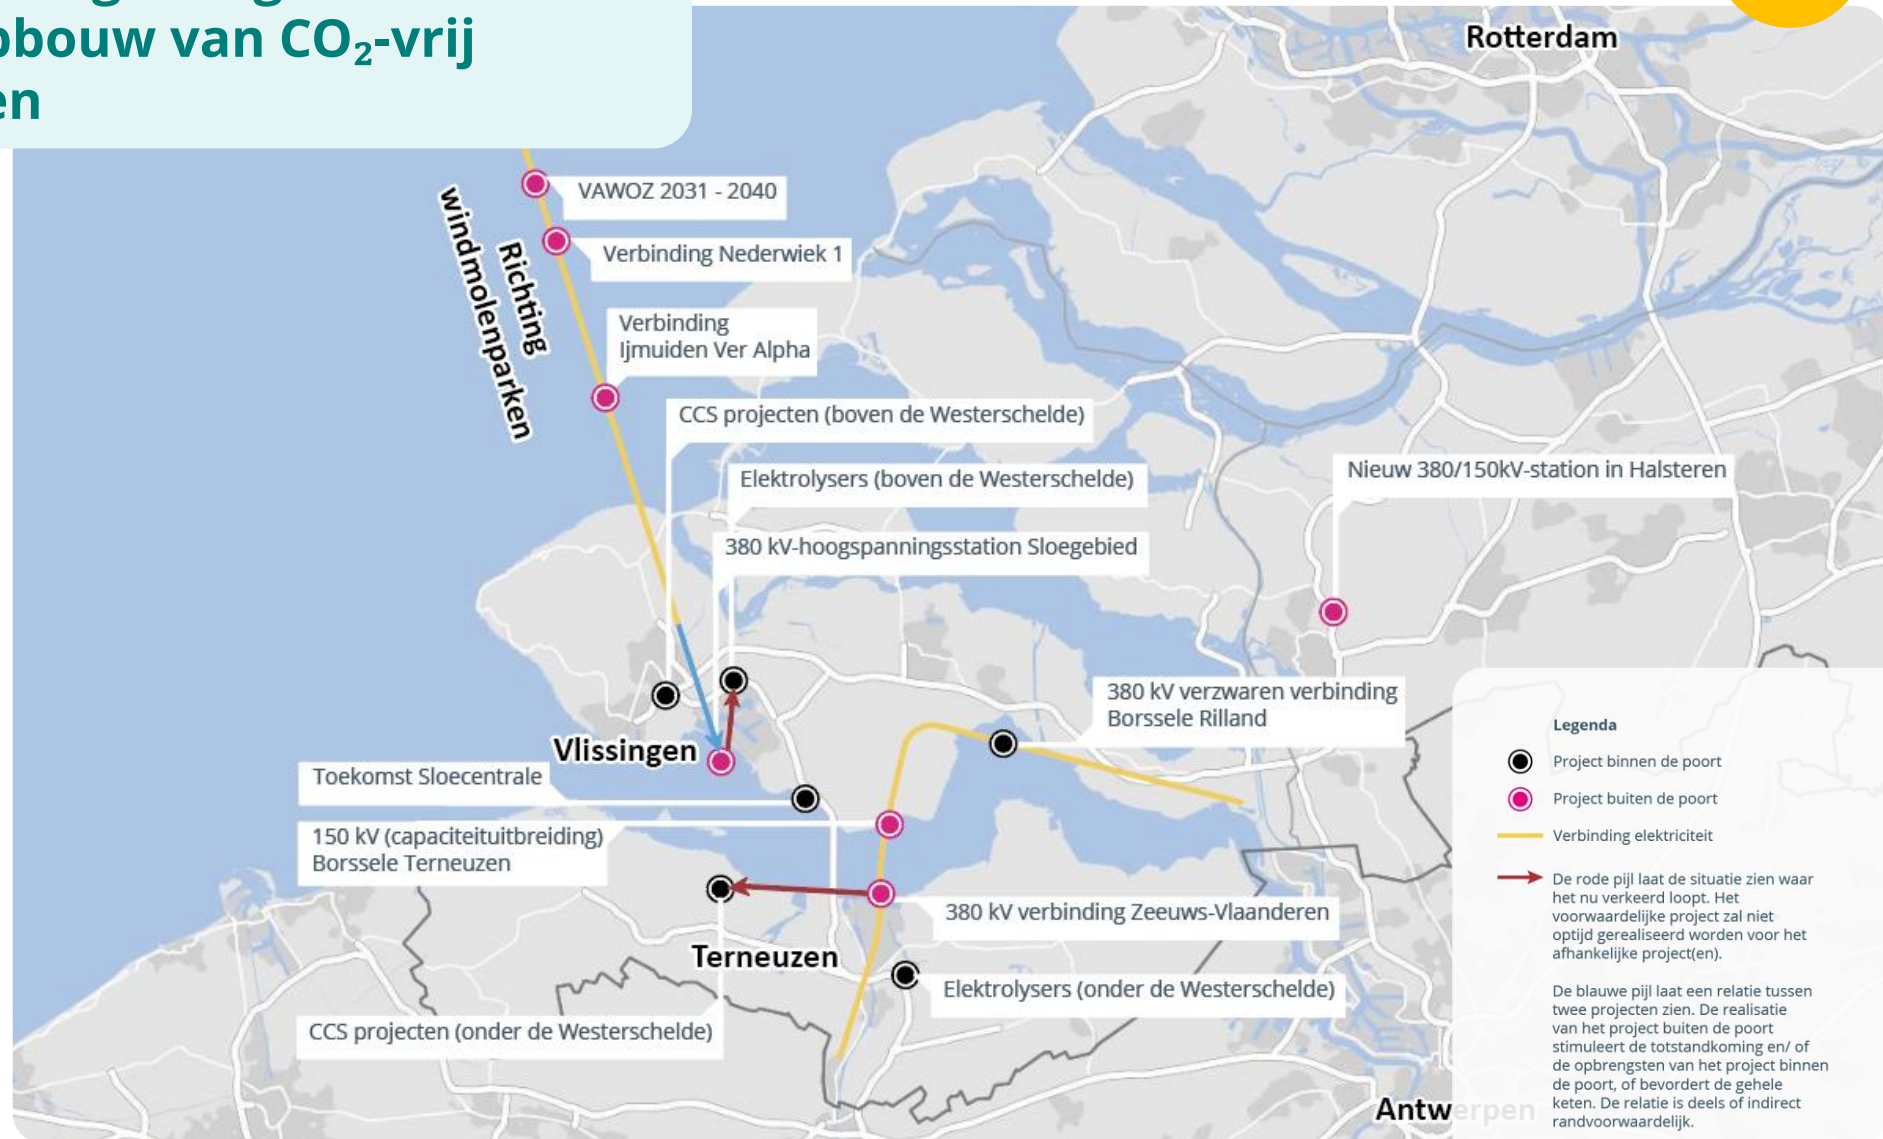 bouw van CO₂-vrij
en
Rotterdam
VAWOZ 2031 - 2040
Richting
windmolenparken
Verbinding Nederwiek 1
Verbinding
Ijmuiden Ver Alpha
CCS projecten (boven de Westerschelde)
Elektrolysers (boven de Westerschelde)
Nieuw 380/150kV-station in Halsteren
380 kV-hoogspanningsstation Sloegebied
380 kV verzwaren verbinding
Borssele Rilland
Vlissingen
Toekomst Sloecentrale
150 kV (capaciteituitbreiding)
Borssele Terneuzen
380 kV verbinding Zeeuws-Vlaanderen
Terneuzen
Elektrolysers (onder de Westerschelde)
CCS projecten (onder de Westerschelde)
Antwerpen
Legenda
Project binnen de poort
Project buiten de poort
Verbinding elektriciteit
De rode pijl laat de situatie zien waar
het nu verkeerd loopt. Het
voorwaardelijke project zal niet
optijd gerealiseerd worden voor het
afhankelijke project(en).
De blauwe pijl laat een relatie tussen
twee projecten zien. De realisatie
van het project buiten de poort
stimuleert de totstandkoming en/ of
de opbrengsten van het project binnen
de poort, of bevordert de gehele
keten. De relatie is deels of indirect
randvoorwaardelijk.